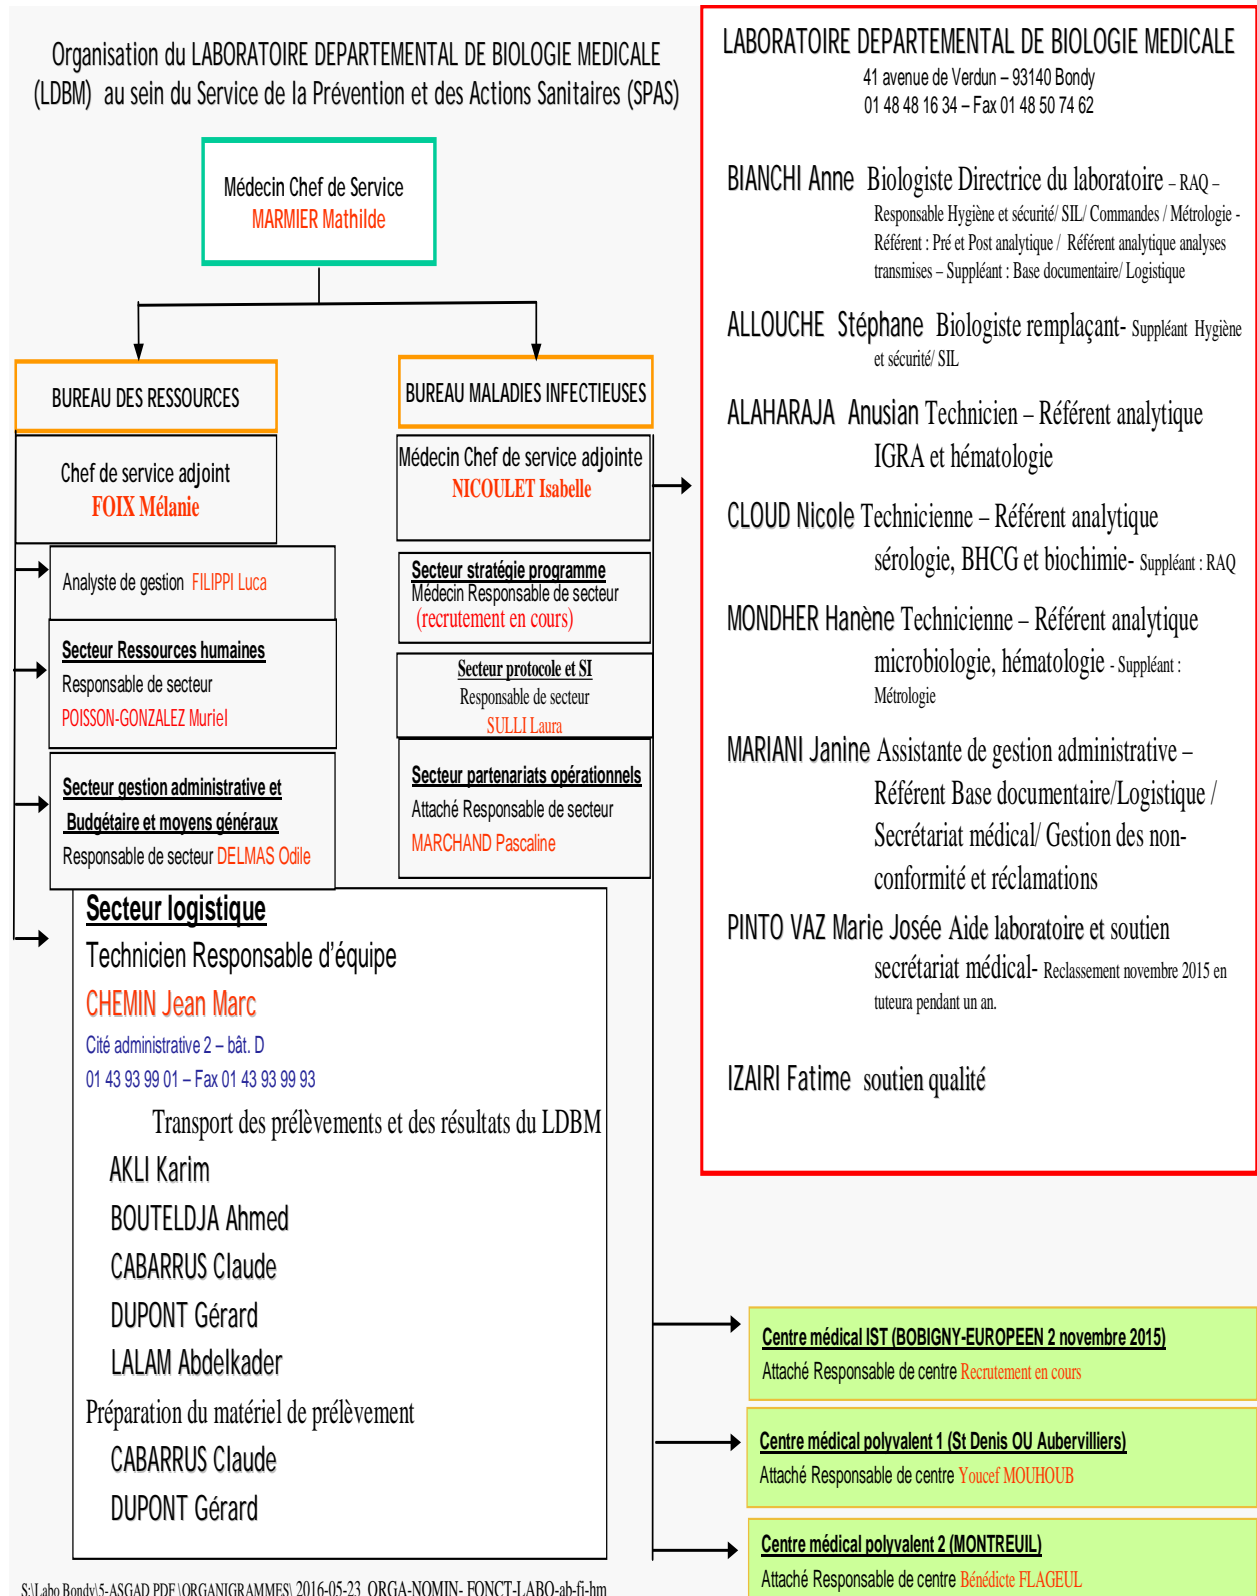 Organisation du LABORATOIRE DEPARTEMENTAL DE BIOLOGIE MEDICALE
(LDBM) au sein du Service de la Prévention et des Actions Sanitaires (SPAS)
Médecin Chef de Service
MARMIER Mathilde
BUREAU DES RESSOURCES
Chef de service adjoint
FOIX Mélanie
Analyste de gestion FILIPPI Luca
Secteur Ressources humaines
Responsable de secteur
POISSON-GONZALEZ Muriel
Secteur gestion administrative et
Budgétaire et moyens généraux
Responsable de secteur DELMAS Odile
Secteur logistique
Technicien Responsable d'équipe
CHEMIN Jean Marc
Cité administrative 2 – bât. D
01 43 93 99 01 – Fax 01 43 93 99 93
Transport des prélèvements et des résultats du LDBM
AKLI Karim
BOUTELDJA Ahmed
CABARRUS Claude
DUPONT Gérard
LALAM Abdelkader
Préparation du matériel de prélèvement
CABARRUS Claude
DUPONT Gérard
BUREAU MALADIES INFECTIEUSES
Médecin Chef de service adjointe
NICOULET Isabelle
Secteur stratégie programme
Médecin Responsable de secteur
(recrutement en cours)
Secteur protocole et SI
Responsable de secteur
SULLI Laura
Secteur partenariats opérationnels
Attaché Responsable de secteur
MARCHAND Pascaline
LABORATOIRE DEPARTEMENTAL DE BIOLOGIE MEDICALE
41 avenue de Verdun – 93140 Bondy
01 48 48 16 34 – Fax 01 48 50 74 62
BIANCHI Anne Biologiste Directrice du laboratoire – RAQ –
Responsable Hygiène et sécurité/ SIL/ Commandes / Métrologie -
Référent : Pré et Post analytique / Référent analytique analyses
transmises – Suppléant : Base documentaire/ Logistique
ALLOUCHE Stéphane Biologiste remplaçant- Suppléant Hygiène
et sécurité/ SIL
ALAHARAJA Anusian Technicien – Référent analytique
IGRA et hématologie
CLOUD Nicole Technicienne – Référent analytique
sérologie, BHCG et biochimie- Suppléant : RAQ
MONDHER Hanène Technicienne – Référent analytique
microbiologie, hématologie - Suppléant :
Métrologie
MARIANI Janine Assistante de gestion administrative –
Référent Base documentaire/Logistique /
Secrétariat médical/ Gestion des non-
conformité et réclamations
PINTO VAZ Marie Josée Aide laboratoire et soutien
secrétariat médical- Reclassement novembre 2015 en
tuteura pendant un an.
IZAIRI Fatime soutien qualité
Centre médical IST (BOBIGNY-EUROPEEN 2 novembre 2015)
Attaché Responsable de centre Recrutement en cours
Centre médical polyvalent 1 (St Denis OU Aubervilliers)
Attaché Responsable de centre Youcef MOUHOUB
Centre médical polyvalent 2 (MONTREUIL)
Attaché Responsable de centre Bénédicte FLAGEUL
S:\Labo Bondy\5-ASGAD PDF \ORGANIGRAMMES\ 2016-05-23 ORGA-NOMIN- FONCT-LABO-ab-fi-hm